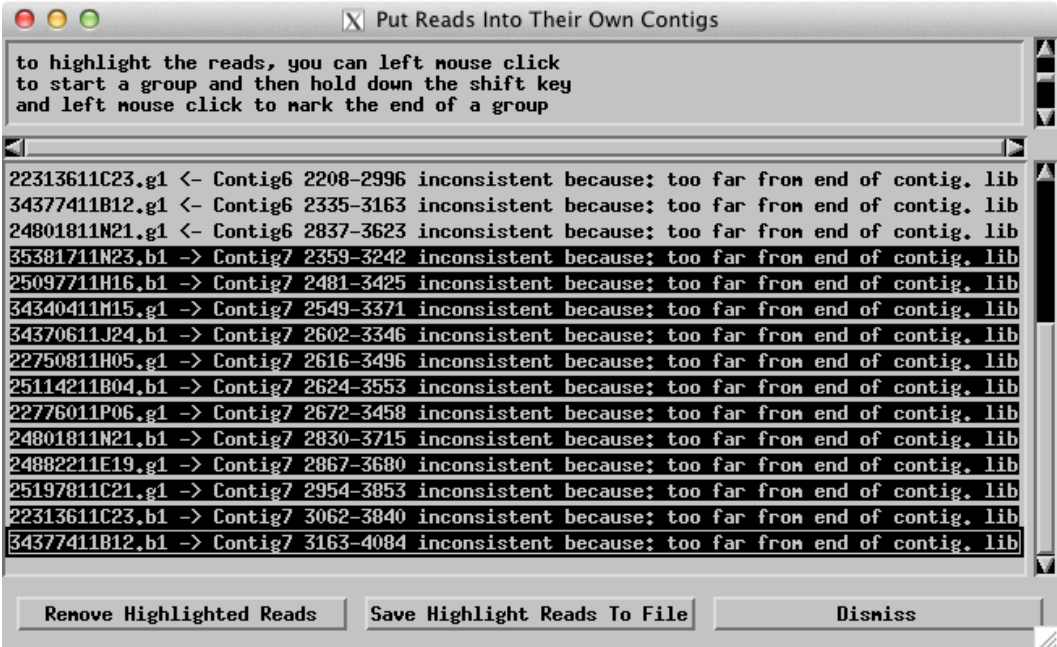 Put Reads Into Their Own Contigs
to highlight the reads, you can left mouse click
to start a group and then hold down the shift key
and left mouse click to mark the end of a group
22313611C23.g1 <- Contig6 2208-2996 inconsistent because: too far from end of contig. lib
34377411B12.g1 <- Contig6 2335-3163 inconsistent because: too far from end of contig. lib
24801811N21.g1 <- Contig6 2837-3623 inconsistent because: too far from end of contig. lib
35381711N23.b1 -> Contig7 2359-3242 inconsistent because: too far from end of contig. lib
25097711H16.b1 -> Contig7 2481-3425 inconsistent because: too far from end of contig. lib
34340411M15.g1 -> Contig7 2549-3371 inconsistent because: too far from end of contig. lib
34370611J24.b1 -> Contig7 2602-3346 inconsistent because: too far from end of contig. lib
22750811H05.g1 -> Contig7 2616-3496 inconsistent because: too far from end of contig. lib
25114211B04.b1 -> Contig7 2624-3553 inconsistent because: too far from end of contig. lib
22776011P06.g1 -> Contig7 2672-3458 inconsistent because: too far from end of contig. lib
24801811N21.b1 -> Contig7 2830-3715 inconsistent because: too far from end of contig. lib
24882211E19.g1 -> Contig7 2867-3680 inconsistent because: too far from end of contig. lib
25197811C21.g1 -> Contig7 2954-3853 inconsistent because: too far from end of contig. lib
22313611C23.b1 -> Contig7 3062-3840 inconsistent because: too far from end of contig. lib
34377411B12.b1 -> Contig7 3163-4084 inconsistent because: too far from end of contig. lib
Remove Highlighted Reads Save Highlight Reads To File Dismiss